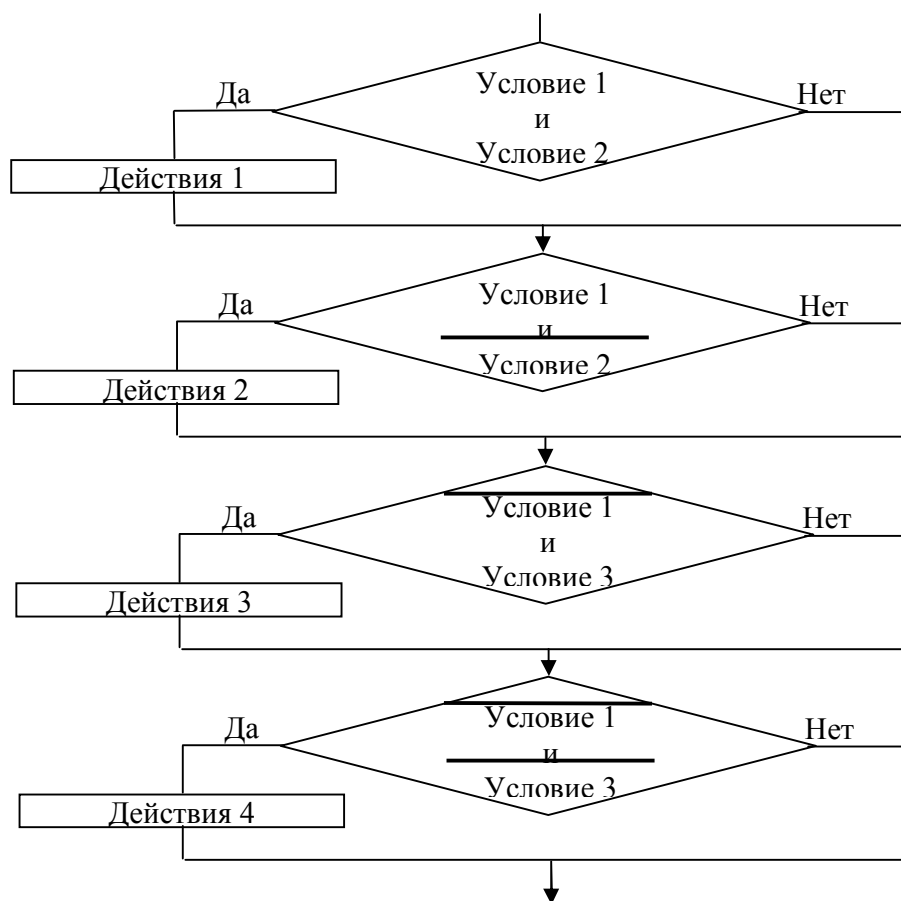 Условие 1
Да
Нет
и
Условие 2
Действия 1
Условие 1
Да
Нет
и
Условие 2
Действия 2
Условие 1
Да
Нет
и
Условие 3
Действия 3
Условие 1
Да
Нет
и
Условие 3
Действия 4